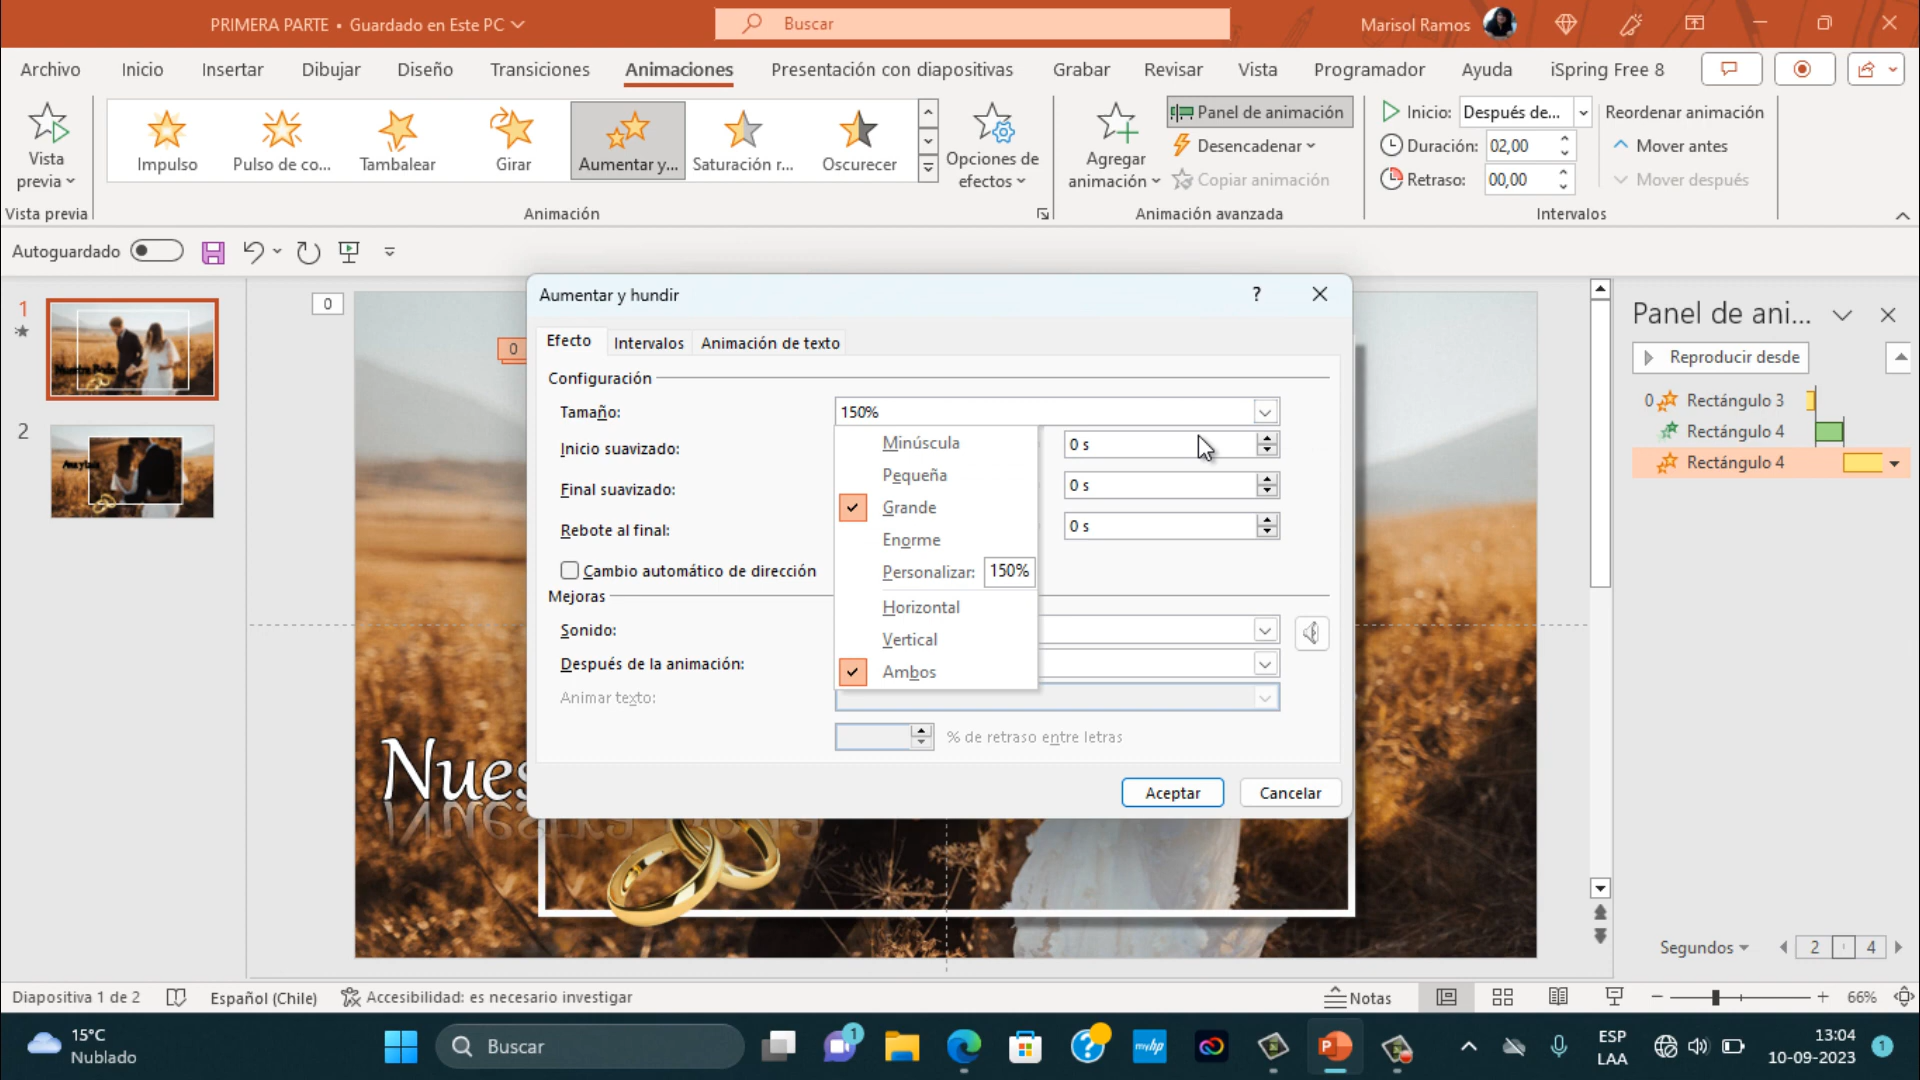 PRIMERA PARTE • Guardado en Este PC
Buscar
Marisol Ramos
Archivo Inicio Insertar Dibujar Diseño Transiciones Animaciones Presentación con diapositivas Grabar Revisar Vista Programador Ayuda iSpring Free 8
Vista previa
Impulso Pulso de co... Tambalear Girar Aumentar y... Saturación r... Oscurecer
Opciones de efectos
Agregar animación
Panel de animación
Desencadenar
Copiar animación
Inicio: Después de...
Duración: 02,00
Retraso: 00,00
Reordenar animación
Mover antes
Mover después
Vista previa Animación Animación avanzada Intervalos
Autoguardado
1
2
0
0
Aumentar y hundir ?
Efecto Intervalos Animación de texto
Configuración
Tamaño: 150%
Inicio suavizado: 0 s
Final suavizado: 0 s
Rebote al final: 0 s
Cambio automático de dirección
Minúscula
Pequeña
Grande
Enorme
Personalizar: 150%
Horizontal
Vertical
Ambos
Mejoras
Sonido:
Después de la animación:
Animar texto:
% de retraso entre letras
Aceptar Cancelar
Nues
Panel de ani...
Reproducir desde
0 Rectángulo 3
Rectángulo 4
Rectángulo 4
Segundos 2 4
Diapositiva 1 de 2 Español (Chile) Accesibilidad: es necesario investigar Notas 66%
15°C
Nublado
Buscar
1
myhp
ESP
LAA
13:04
10-09-2023
1